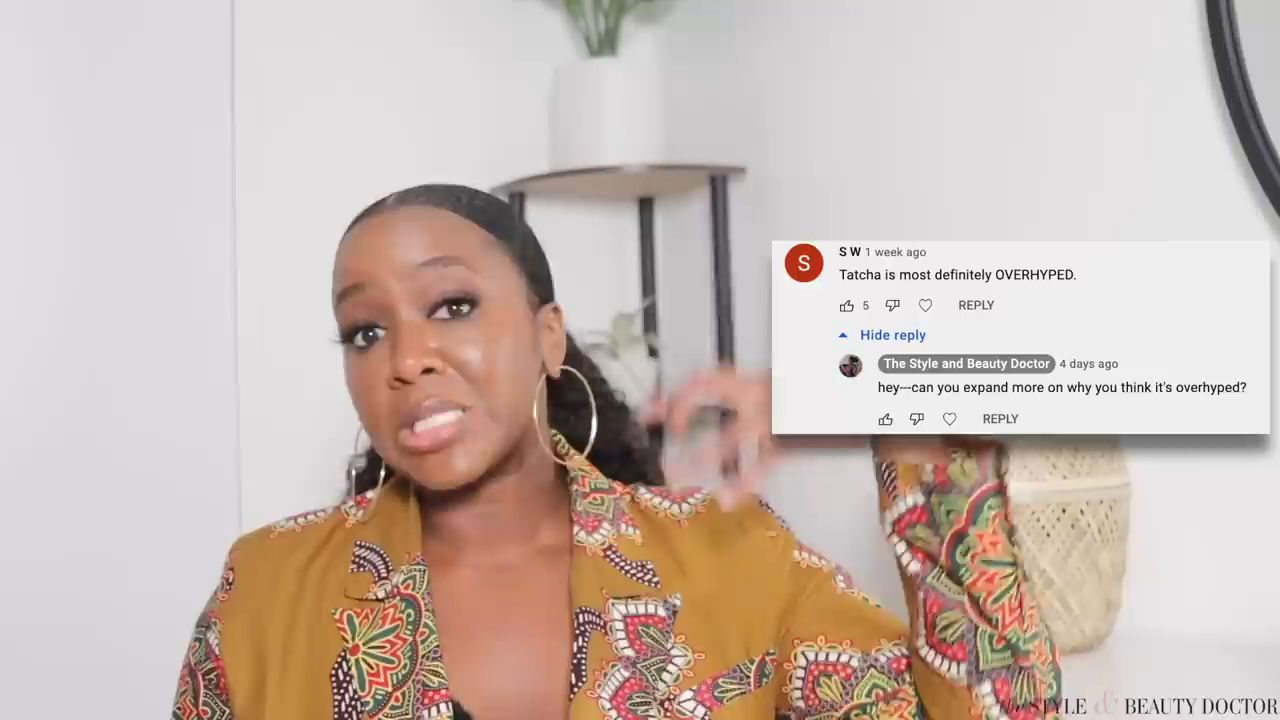 S W 1 week ago
Tatcha is most definitely OVERHYPED.
5 REPLY
Hide reply
The Style and Beauty Doctor 4 days ago
hey---can you expand more on why you think it's overhyped?
REPLY
the STYLE & BEAUTY DOCTOR
S